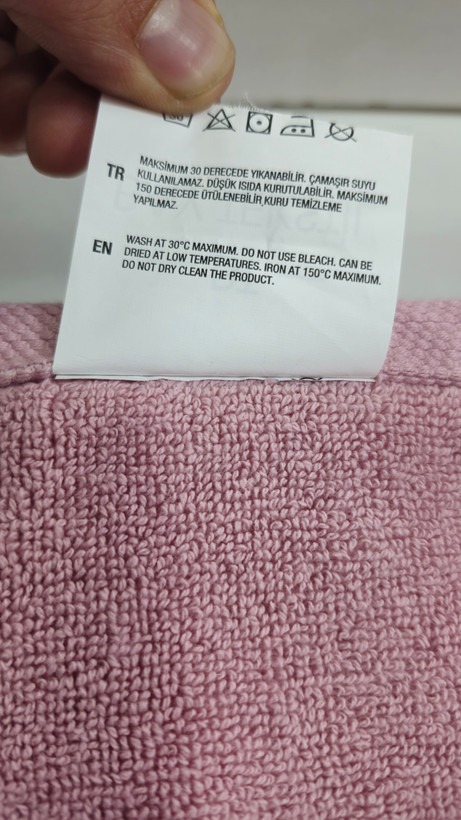 30
TR
MAKSİMUM 30 DERECEDE YIKANABİLİR. ÇAMAŞIR SUYU
KULLANILAMAZ. DÜŞÜK ISIDA KURUTULABİLİR. MAKSİMUM
150 DERECEDE ÜTÜLENEBİLİR,KURU TEMİZLEME
YAPILMAZ.
EN
WASH AT 30°C MAXIMUM. DO NOT USE BLEACH. CAN BE
DRIED AT LOW TEMPERATURES. IRON AT 150°C MAXIMUM.
DO NOT DRY CLEAN THE PRODUCT.